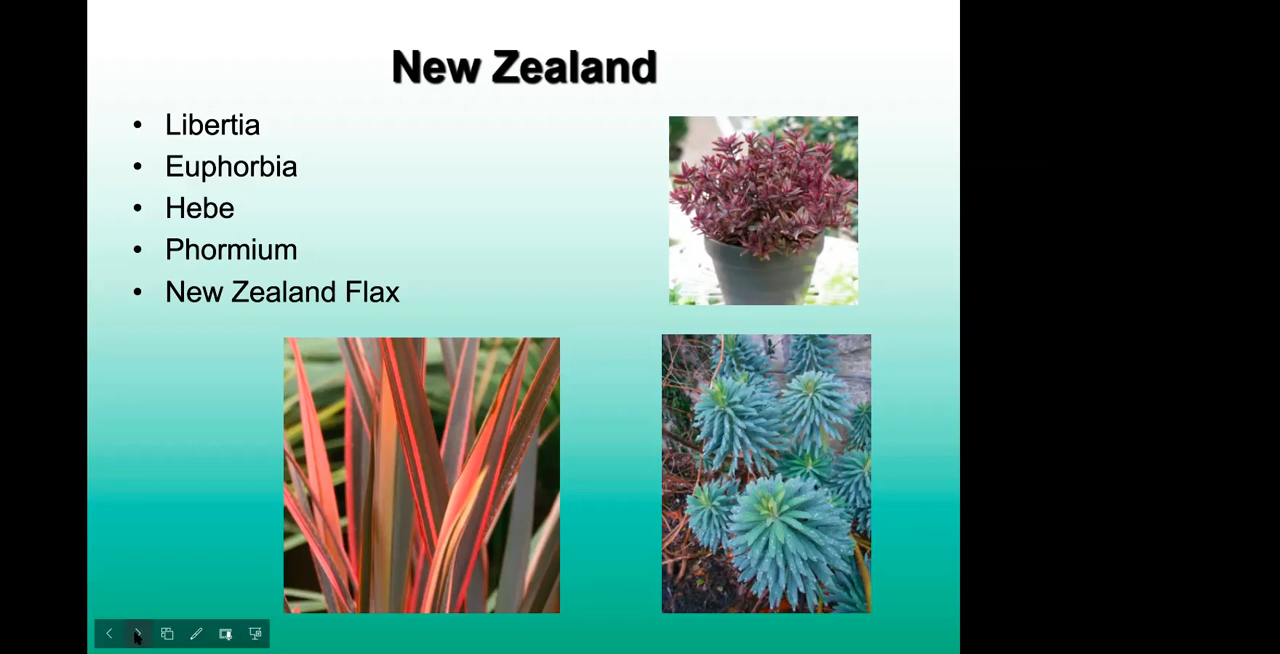 New Zealand
• Libertia
• Euphorbia
• Hebe
• Phormium
• New Zealand Flax